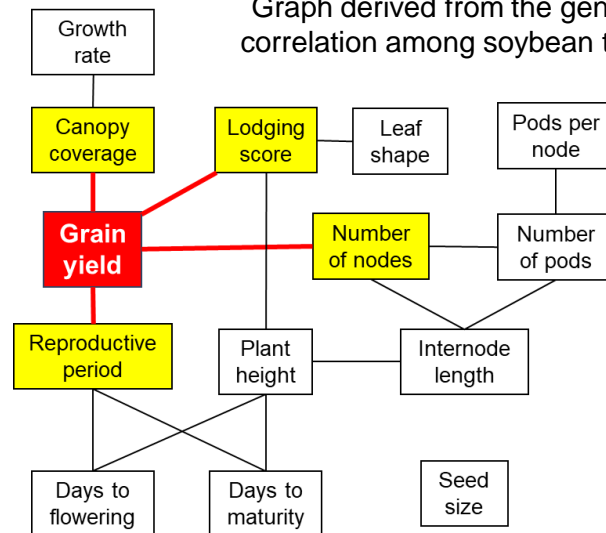 Graph derived from the gen
correlation among soybean t
Growth
rate
Canopy
coverage
Lodging
score
Leaf
shape
Pods per
node
Grain
yield
Number
of nodes
Number
of pods
Reproductive
period
Plant
height
Internode
length
Days to
flowering
Days to
maturity
Seed
size